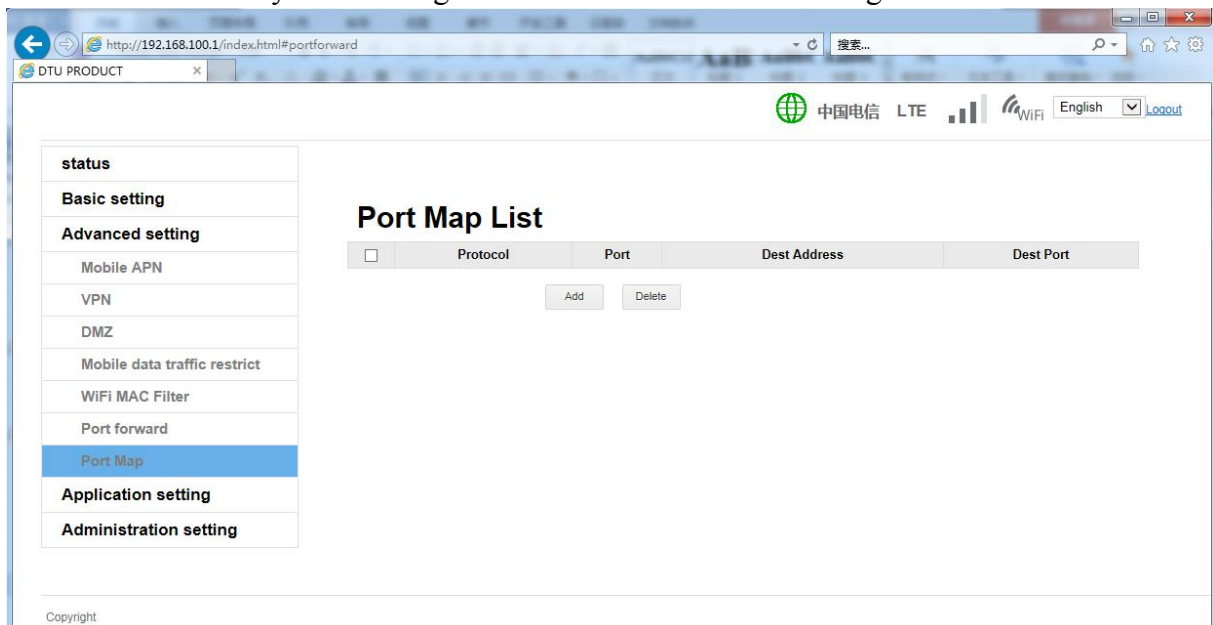 http://192.168.100.1/index.html#portforward
搜索...
DTU PRODUCT
中国电信 LTE WiFi English Logout
status
Basic setting
Advanced setting
Mobile APN
VPN
DMZ
Mobile data traffic restrict
WiFi MAC Filter
Port forward
Port Map
Application setting
Administration setting
Port Map List
Protocol Port Dest Address Dest Port
Add Delete
Copyright